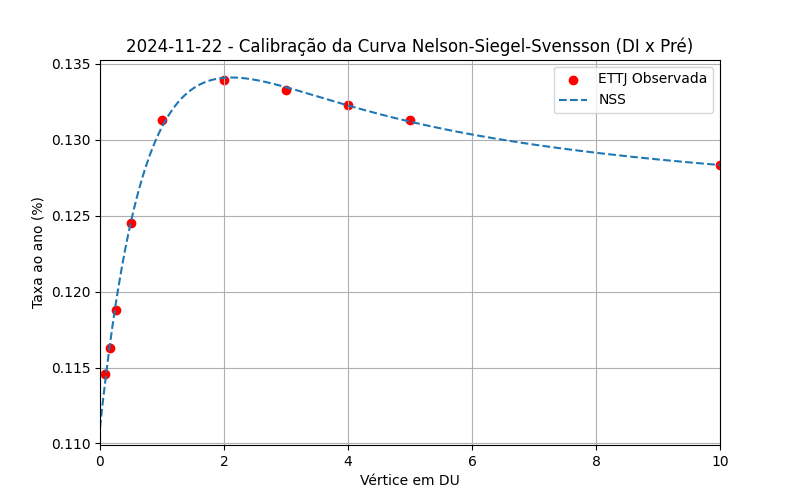 2024-11-22 - Calibração da Curva Nelson-Siegel-Svensson (DI x Pré)
ETTJ Observada
NSS
Taxa ao ano (%)
0.135
0.130
0.125
0.120
0.115
0.110
0
2
4
6
8
10
Vértice em DU